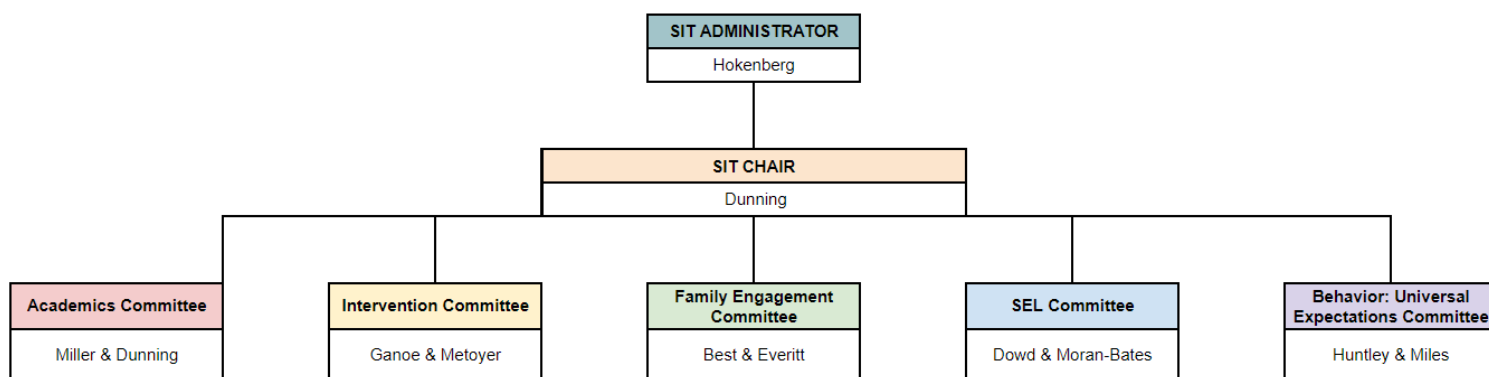 SIT ADMINISTRATOR
Hokenberg
SIT CHAIR
Dunning
Academics Committee
Miller & Dunning
Intervention Committee
Ganoe & Metoyer
Family Engagement
Committee
Best & Everitt
SEL Committee
Dowd & Moran-Bates
Behavior: Universal
Expectations Committee
Huntley & Miles